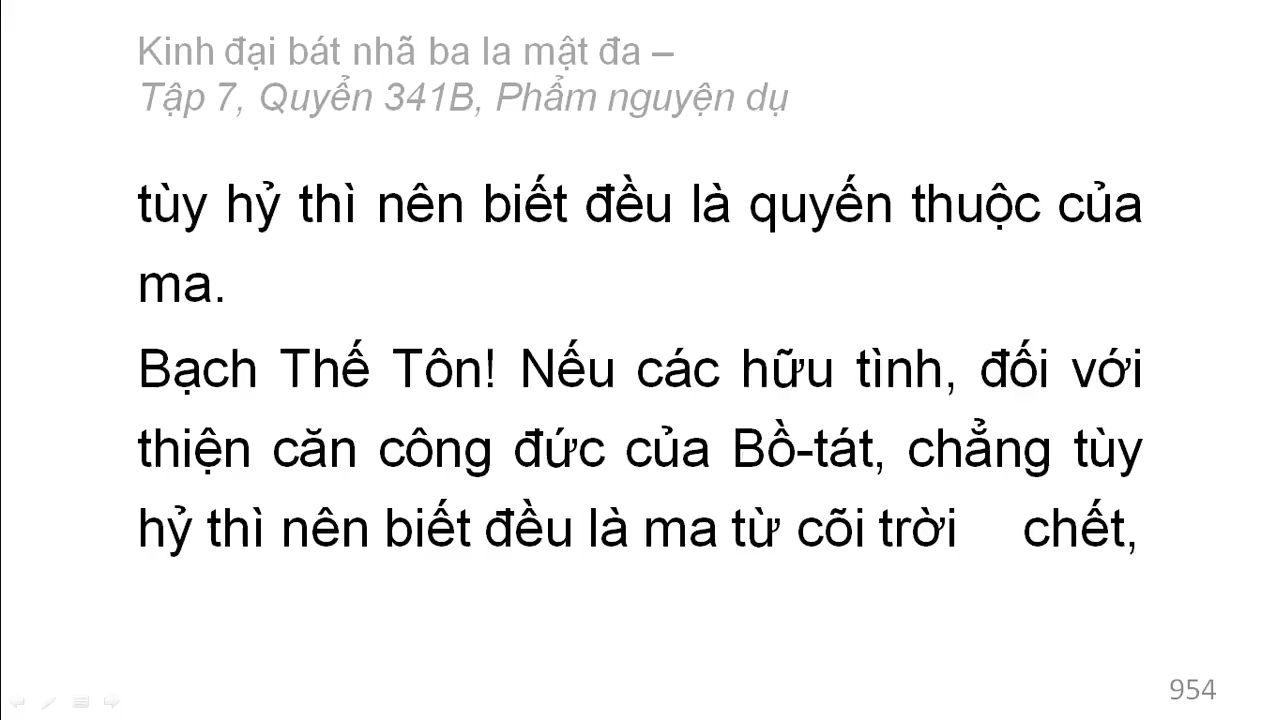 Kinh đại bát nhã ba la mật đa –
Tập 7, Quyển 341B, Phẩm nguyện dụ
tùy hỷ thì nên biết đều là quyến thuộc của
ma.
Bạch Thế Tôn! Nếu các hữu tình, đối với
thiện căn công đức của Bồ-tát, chẳng tùy
hỷ thì nên biết đều là ma từ cõi trời chết,
954